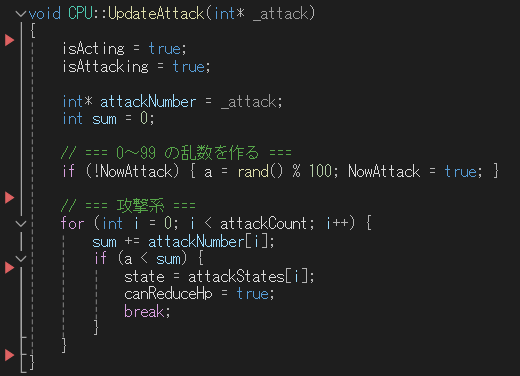 void CPU::UpdateAttack(int* _attack)
{
    isActing = true;
    isAttacking = true;

    int* attackNumber = _attack;
    int sum = 0;

    // === 0～99 の乱数を作る ===
    if (!NowAttack) { a = rand() % 100; NowAttack = true; }

    // === 攻撃系 ===
    for (int i = 0; i < attackCount; i++) {
        sum += attackNumber[i];
        if (a < sum) {
            state = attackStates[i];
            canReduceHp = true;
            break;
        }
    }
}